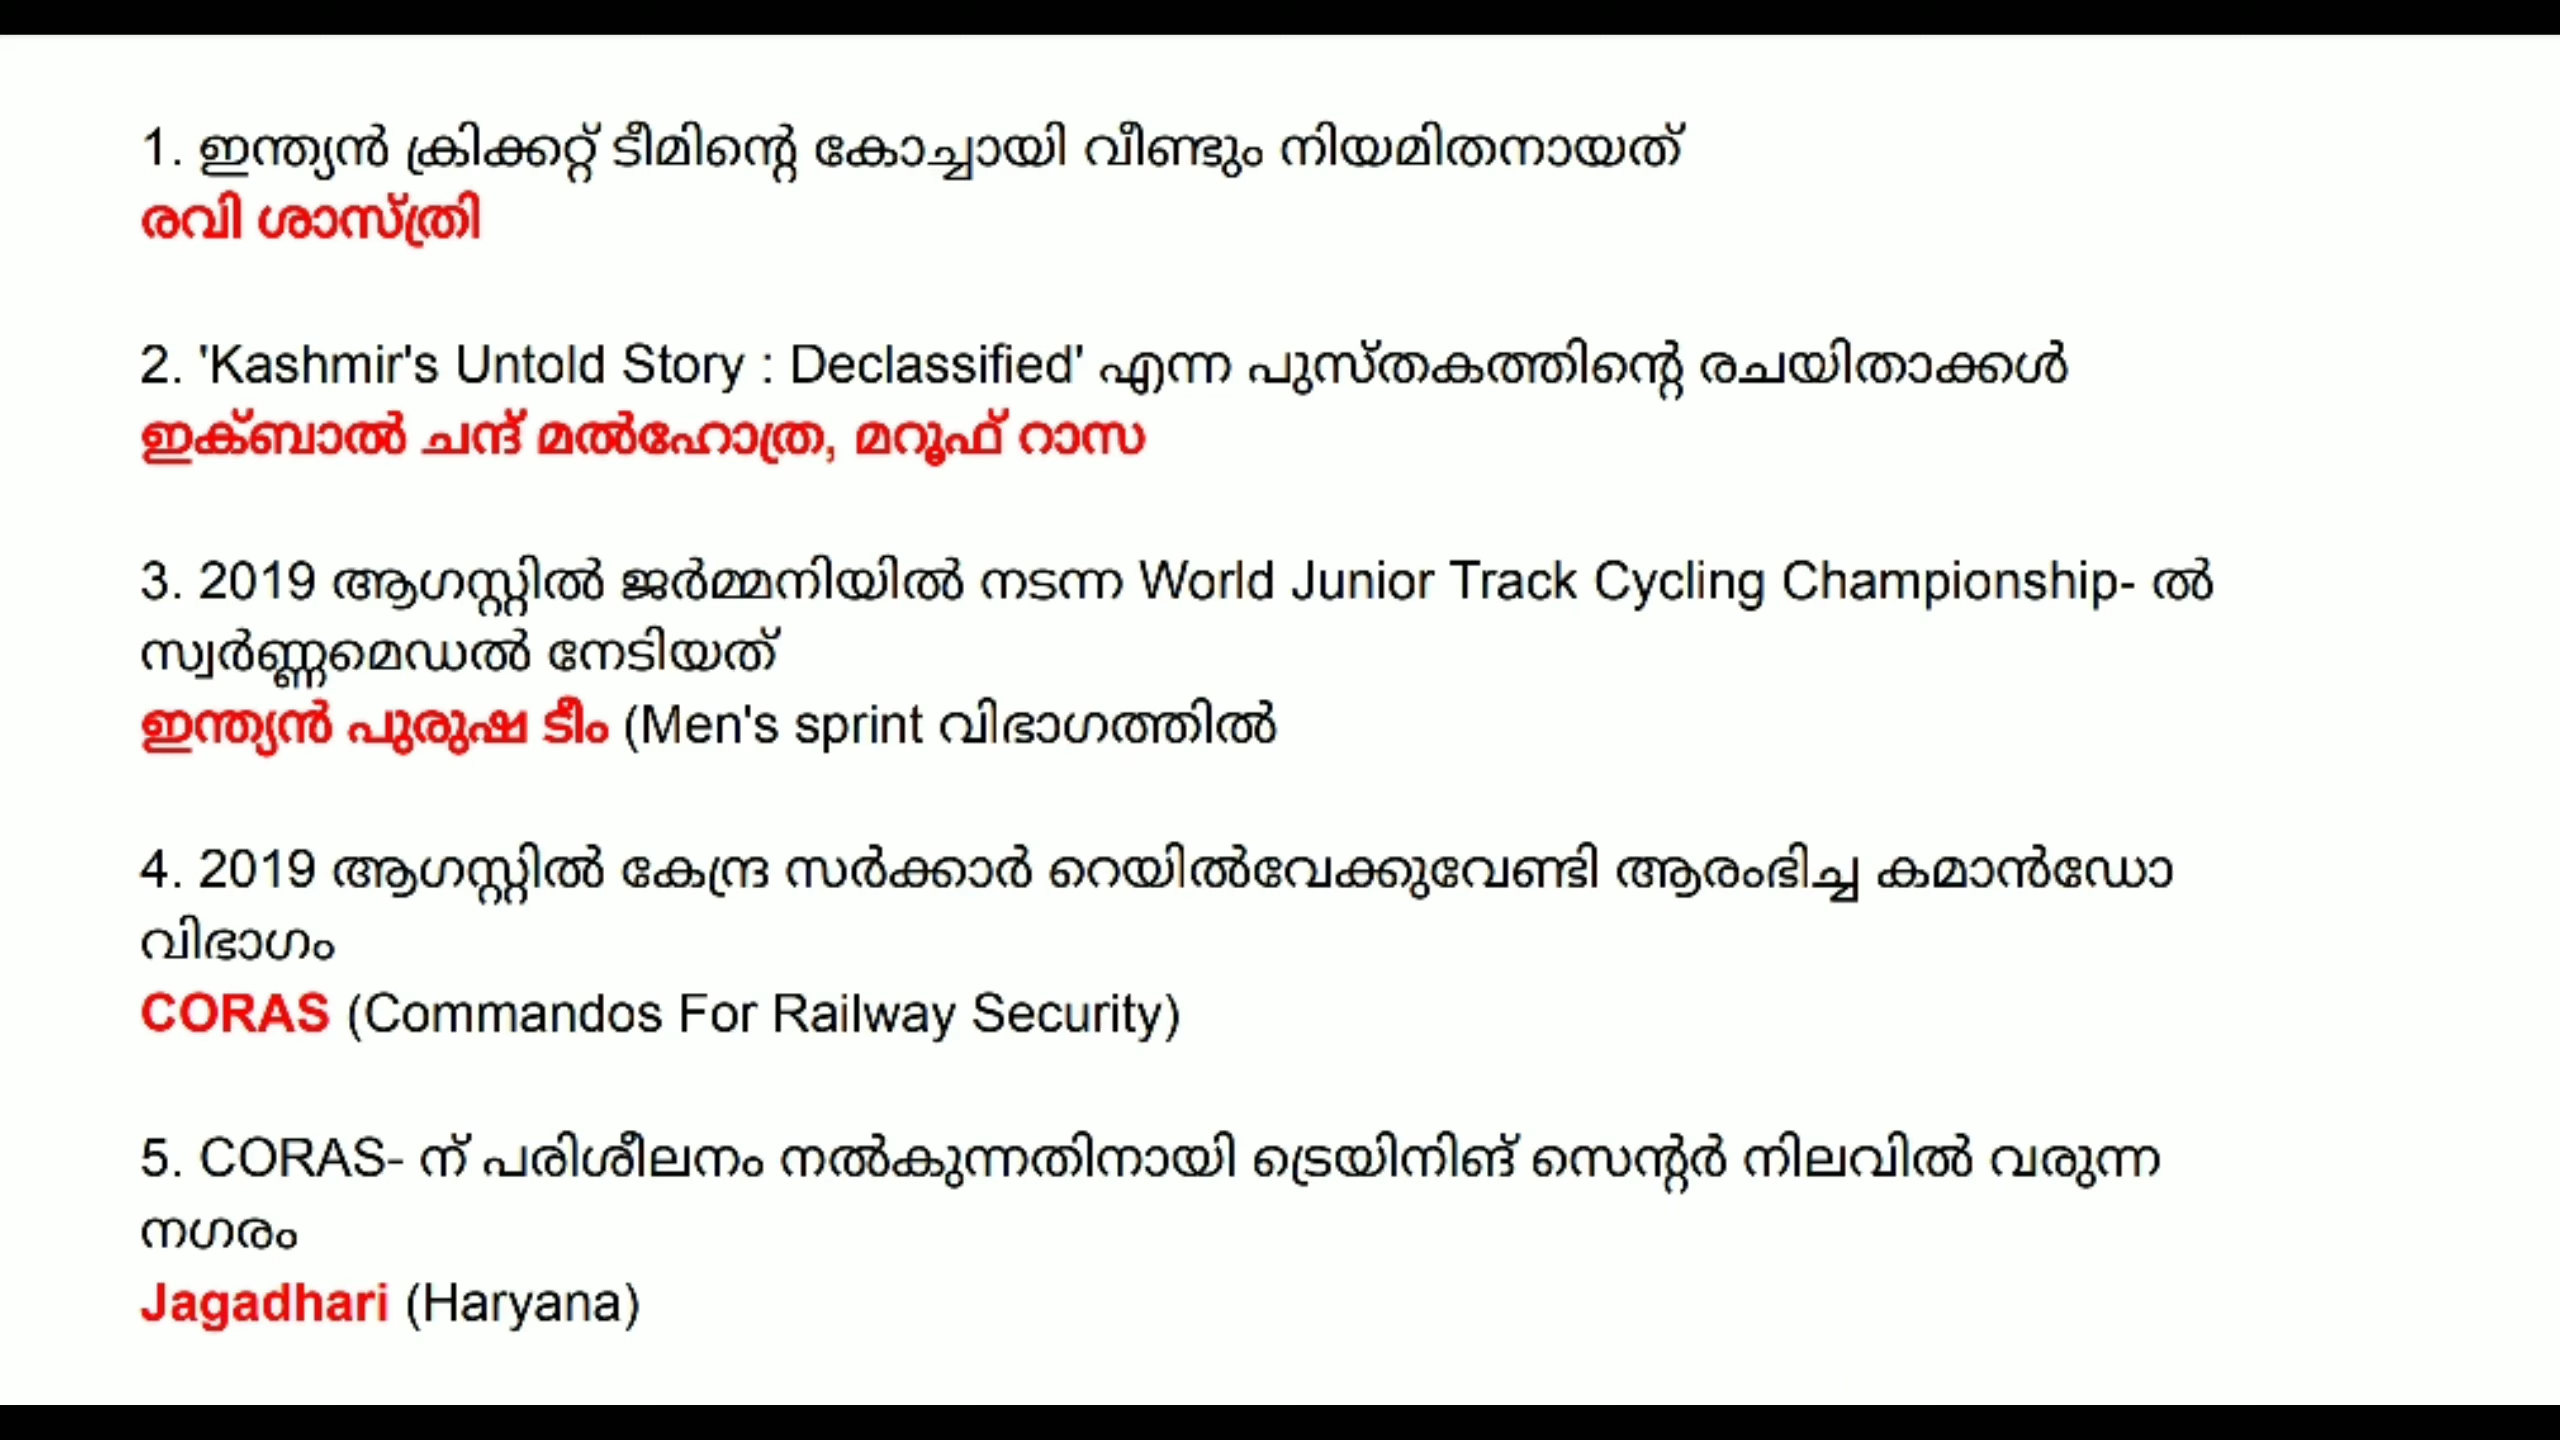 1. ഇന്ത്യൻ ക്രിക്കറ്റ് ടീമിന്റെ കോച്ചായി വീണ്ടും നിയമിതനായത്
രവി ശാസ്ത്രി
2. 'Kashmir's Untold Story : Declassified' എന്ന പുസ്തകത്തിന്റെ രചയിതാക്കൾ
ഇക്ബാൽ ചന്ദ് മൽഹോത്ര, മറൂഫ് റാസ
3. 2019 ആഗസ്റ്റിൽ ജർമ്മനിയിൽ നടന്ന World Junior Track Cycling Championship- ൽ
സ്വർണ്ണമെഡൽ നേടിയത്
ഇന്ത്യൻ പുരുഷ ടീം (Men's sprint വിഭാഗത്തിൽ
4. 2019 ആഗസ്റ്റിൽ കേന്ദ്ര സർക്കാർ റെയിൽവേക്കുവേണ്ടി ആരംഭിച്ച കമാൻഡോ
വിഭാഗം
CORAS (Commandos For Railway Security)
5. CORAS- ന് പരിശീലനം നൽകുന്നതിനായി ട്രെയിനിങ് സെന്റർ നിലവിൽ വരുന്ന
നഗരം
Jagadhari (Haryana)